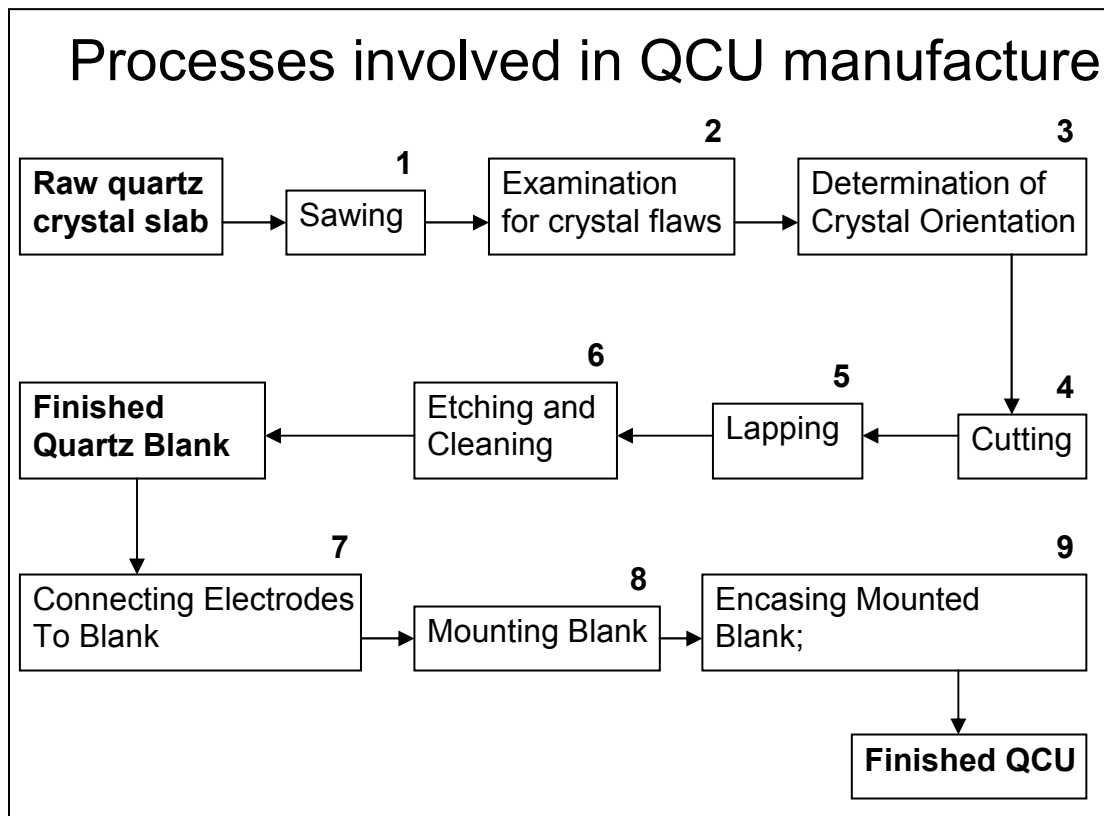 Processes involved in QCU manufacture
1
2
3
Raw quartz
crystal slab
Sawing
Examination
for crystal flaws
Determination of
Crystal Orientation
6
5
4
Finished
Quartz Blank
Etching and
Cleaning
Lapping
Cutting
7
8
9
Connecting Electrodes
To Blank
Mounting Blank
Encasing Mounted
Blank;
Finished QCU